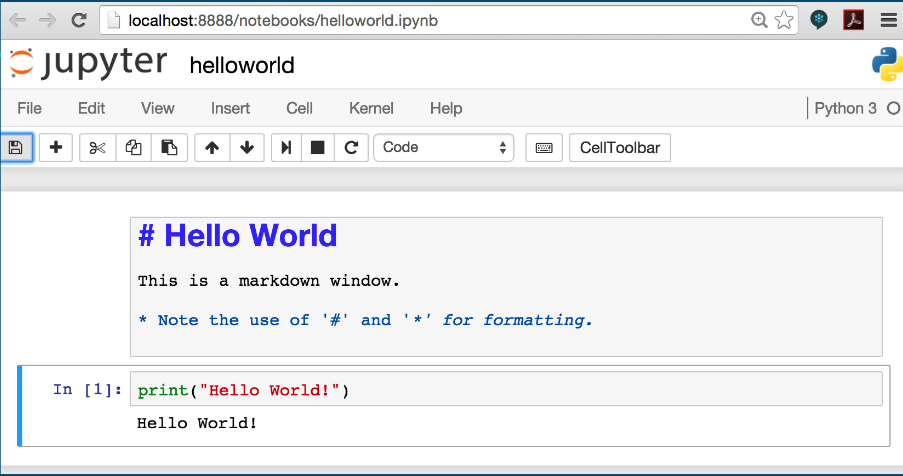 localhost:8888/notebooks/helloworld.ipynb
jupyter helloworld
File Edit View Insert Cell Kernel Help Python 3
Code CellToolbar
# Hello World
This is a markdown window.
* Note the use of '#' and '*' for formatting.
In [1]: print("Hello World!")
Hello World!